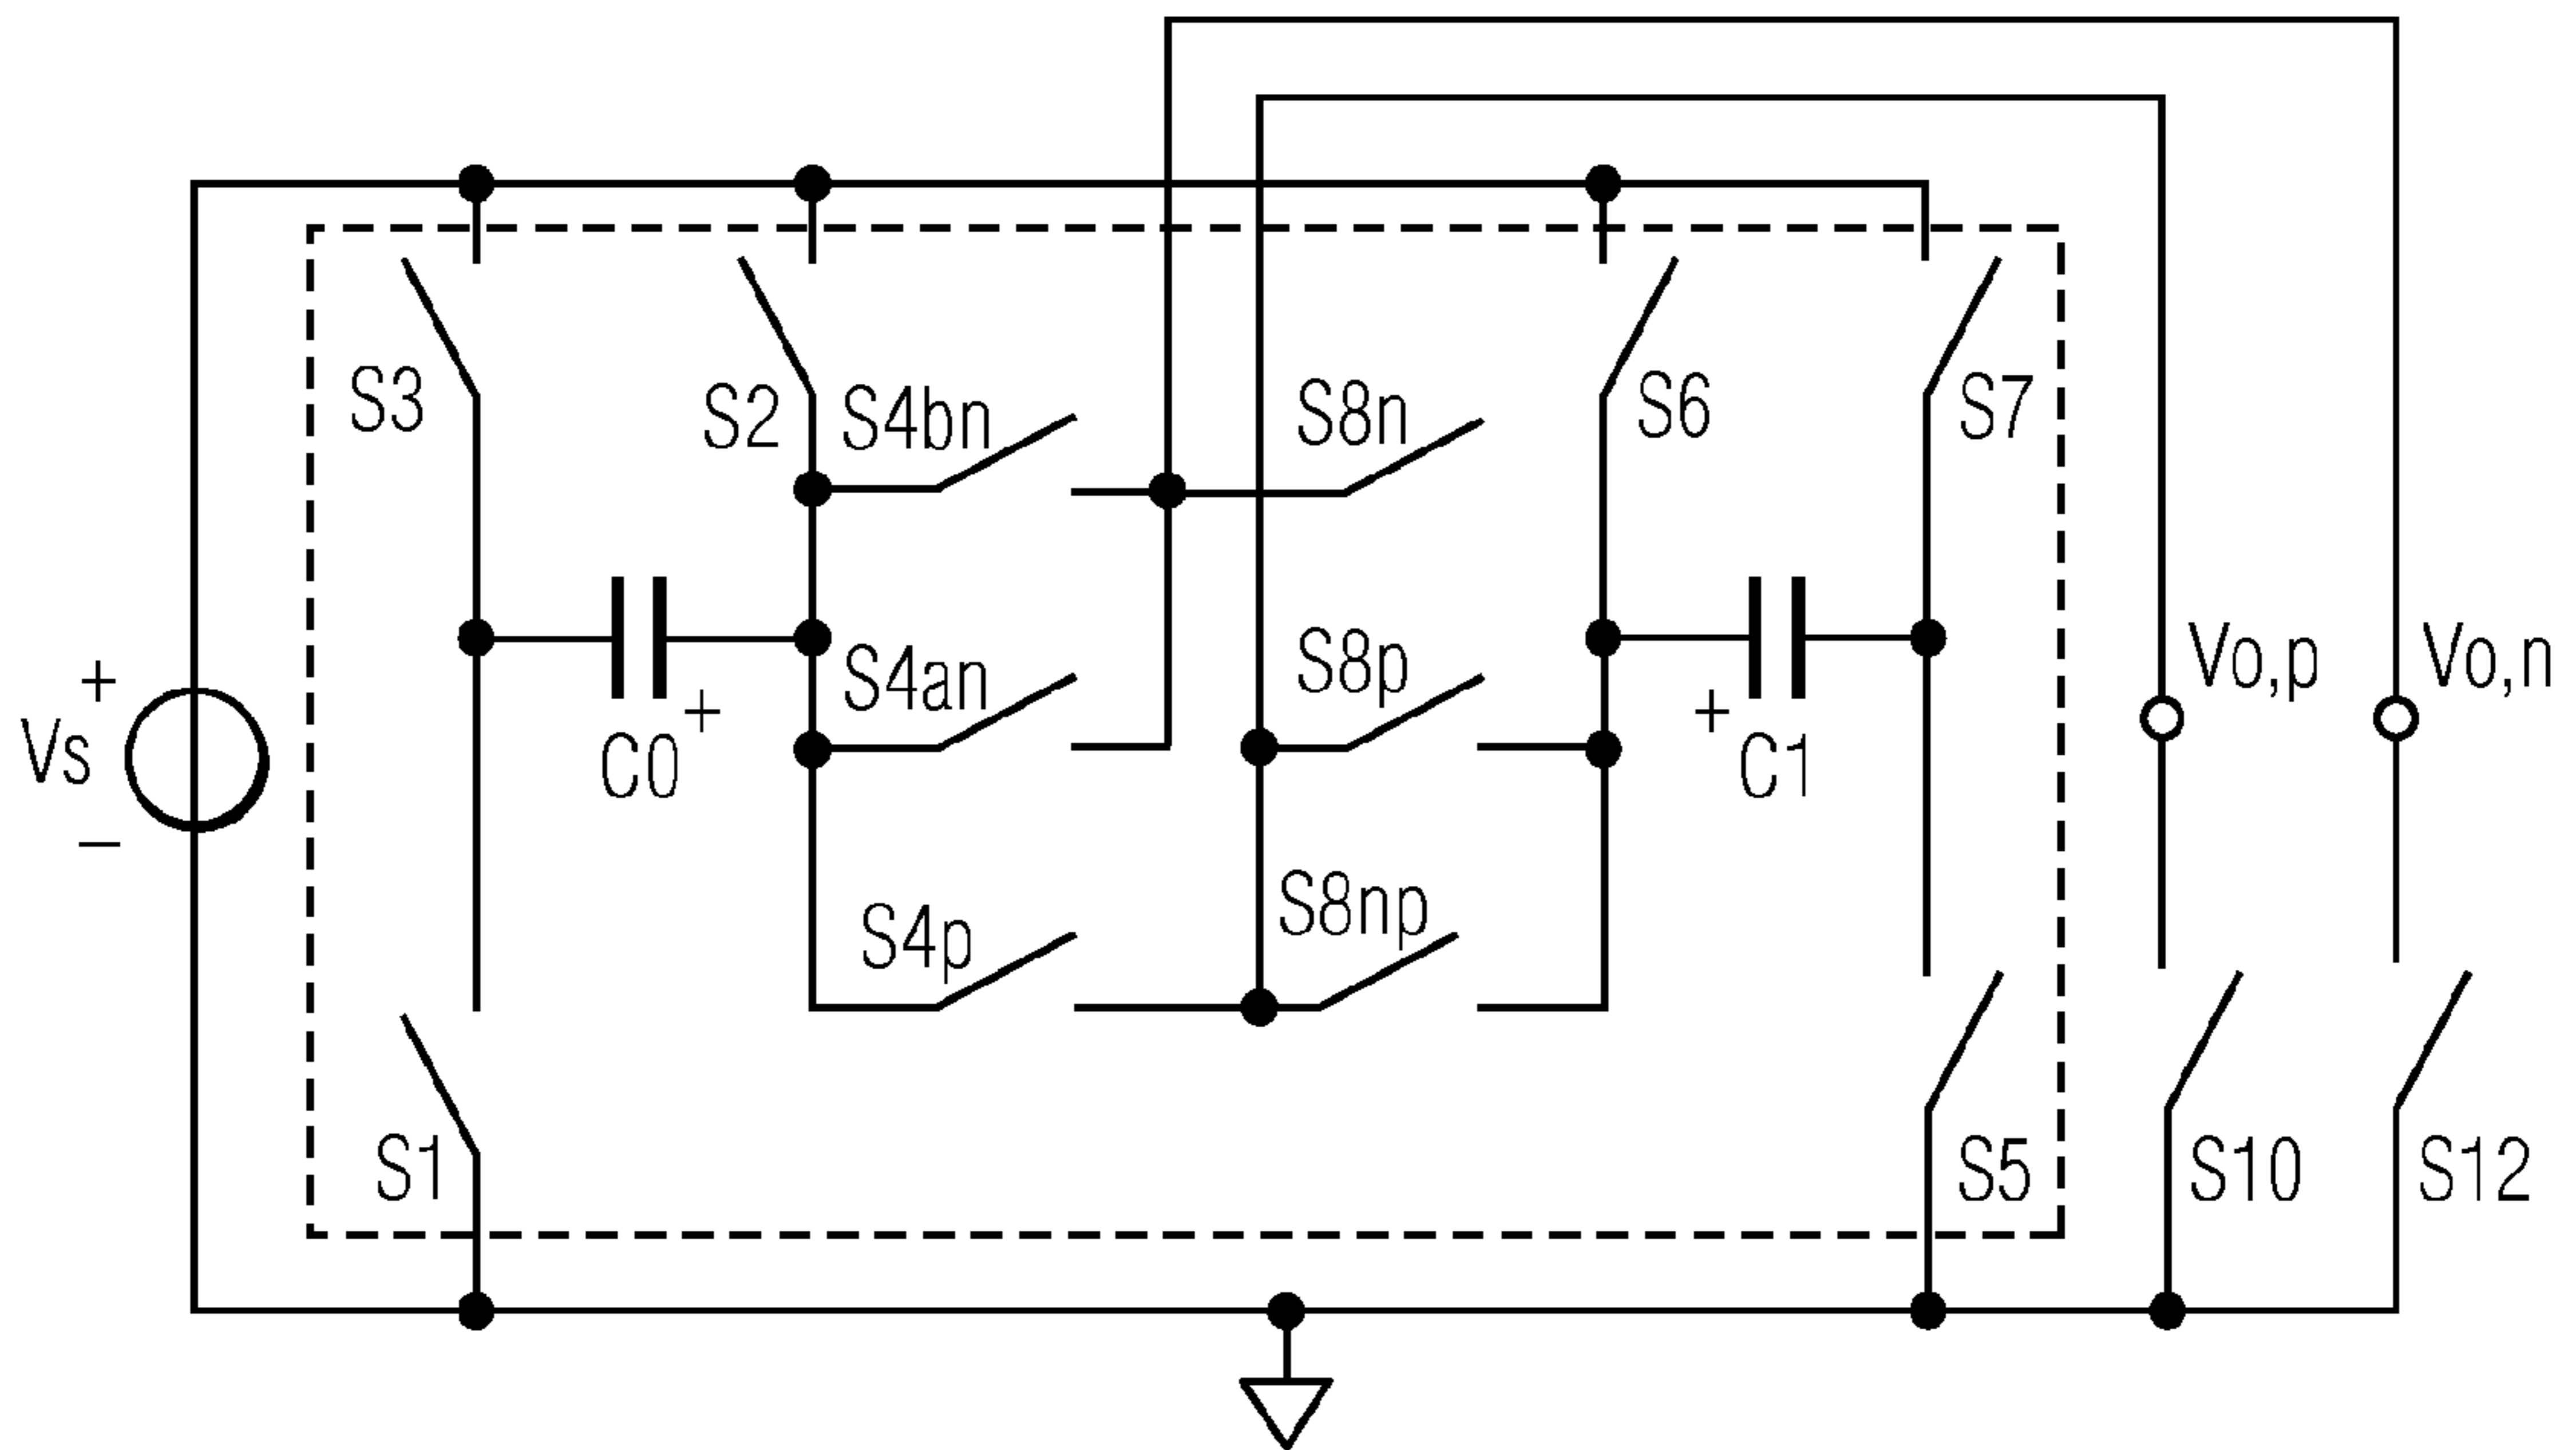 S3
S2
S4bn
S8n
S6
S7
+
Vs
−
C0
+
S4an
S8p
+
C1
Vo,p
Vo,n
S4p
S8np
S1
S5
S10
S12